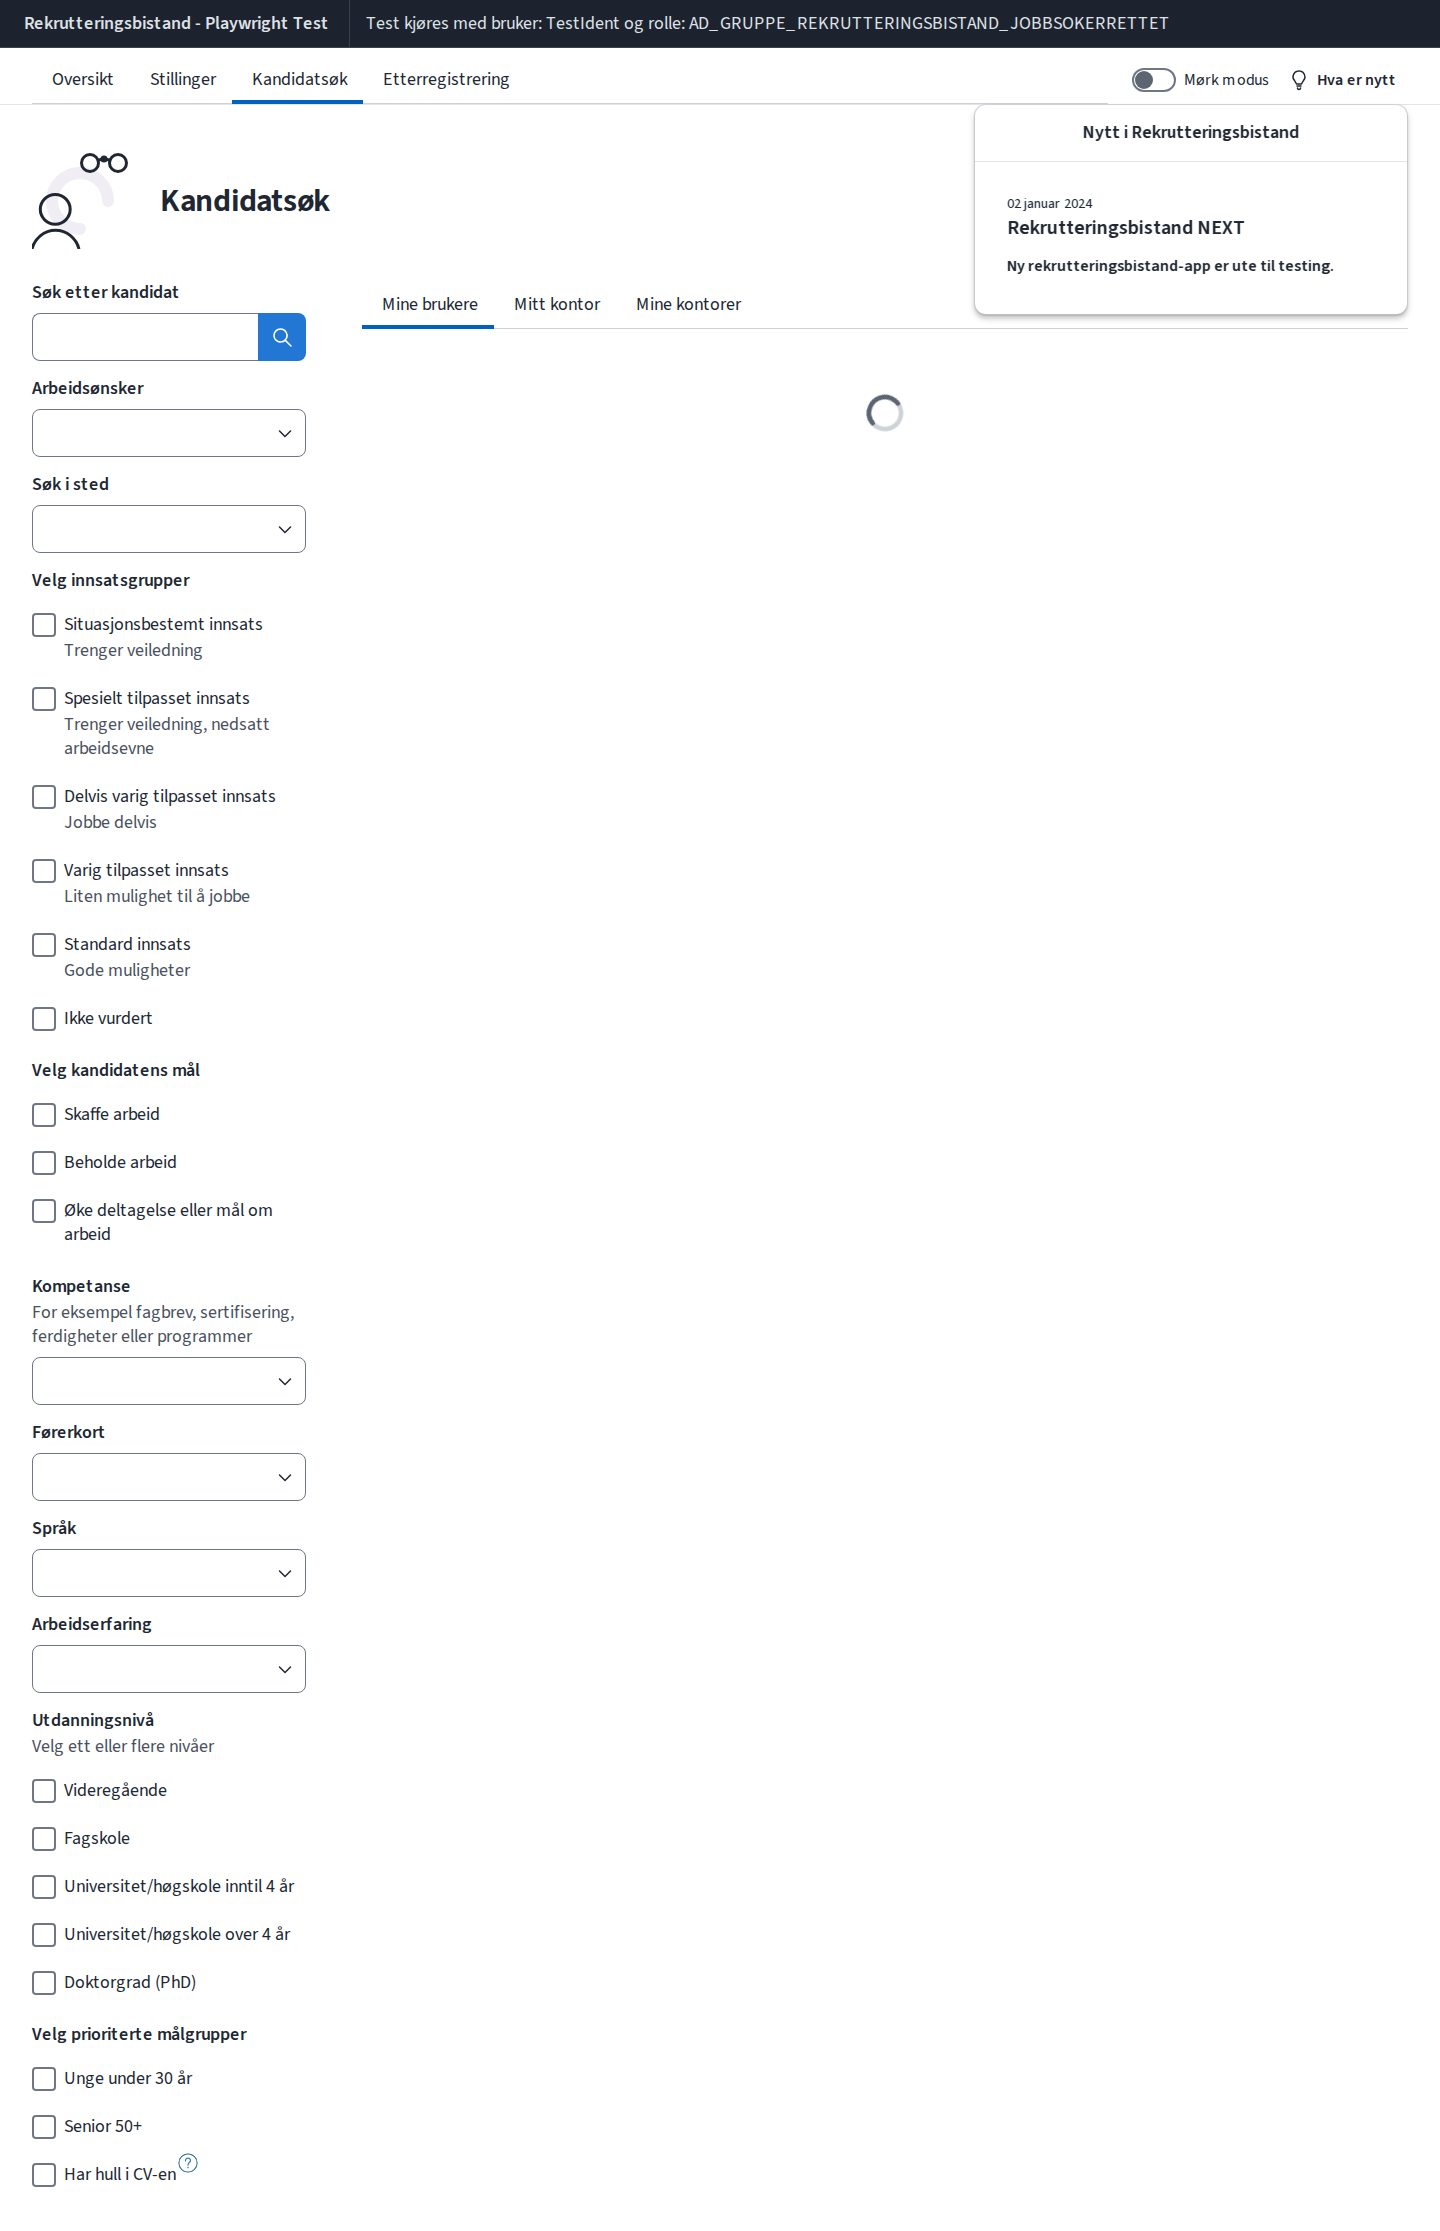 Rekrutteringsbistand - Playwright Test
Test kjøres med bruker: TestIdent og rolle: AD_GRUPPE_REKRUTTERINGSBISTAND_JOBBSOKERRETTET
Oversikt
Stillinger
Kandidatsøk
Etterregistrering
Mørk modus
Hva er nytt
Nytt i Rekrutteringsbistand
02 januar 2024
Rekrutteringsbistand NEXT
Ny rekrutteringsbistand-app er ute til testing.
Kandidatsøk
Søk etter kandidat
Mine brukere
Mitt kontor
Mine kontorer
Arbeidsønsker
Søk i sted
Velg innsatsgrupper
Situasjonsbestemt innsats
Trenger veiledning
Spesielt tilpasset innsats
Trenger veiledning, nedsatt
arbeidsevne
Delvis varig tilpasset innsats
Jobbe delvis
Varig tilpasset innsats
Liten mulighet til å jobbe
Standard innsats
Gode muligheter
Ikke vurdert
Velg kandidatens mål
Skaffe arbeid
Beholde arbeid
Øke deltagelse eller mål om
arbeid
Kompetanse
For eksempel fagbrev, sertifisering,
ferdigheter eller programmer
Førerkort
Språk
Arbeidserfaring
Utdanningsnivå
Velg ett eller flere nivåer
Videregående
Fagskole
Universitet/høgskole inntil 4 år
Universitet/høgskole over 4 år
Doktorgrad (PhD)
Velg prioriterte målgrupper
Unge under 30 år
Senior 50+
Har hull i CV-en ?